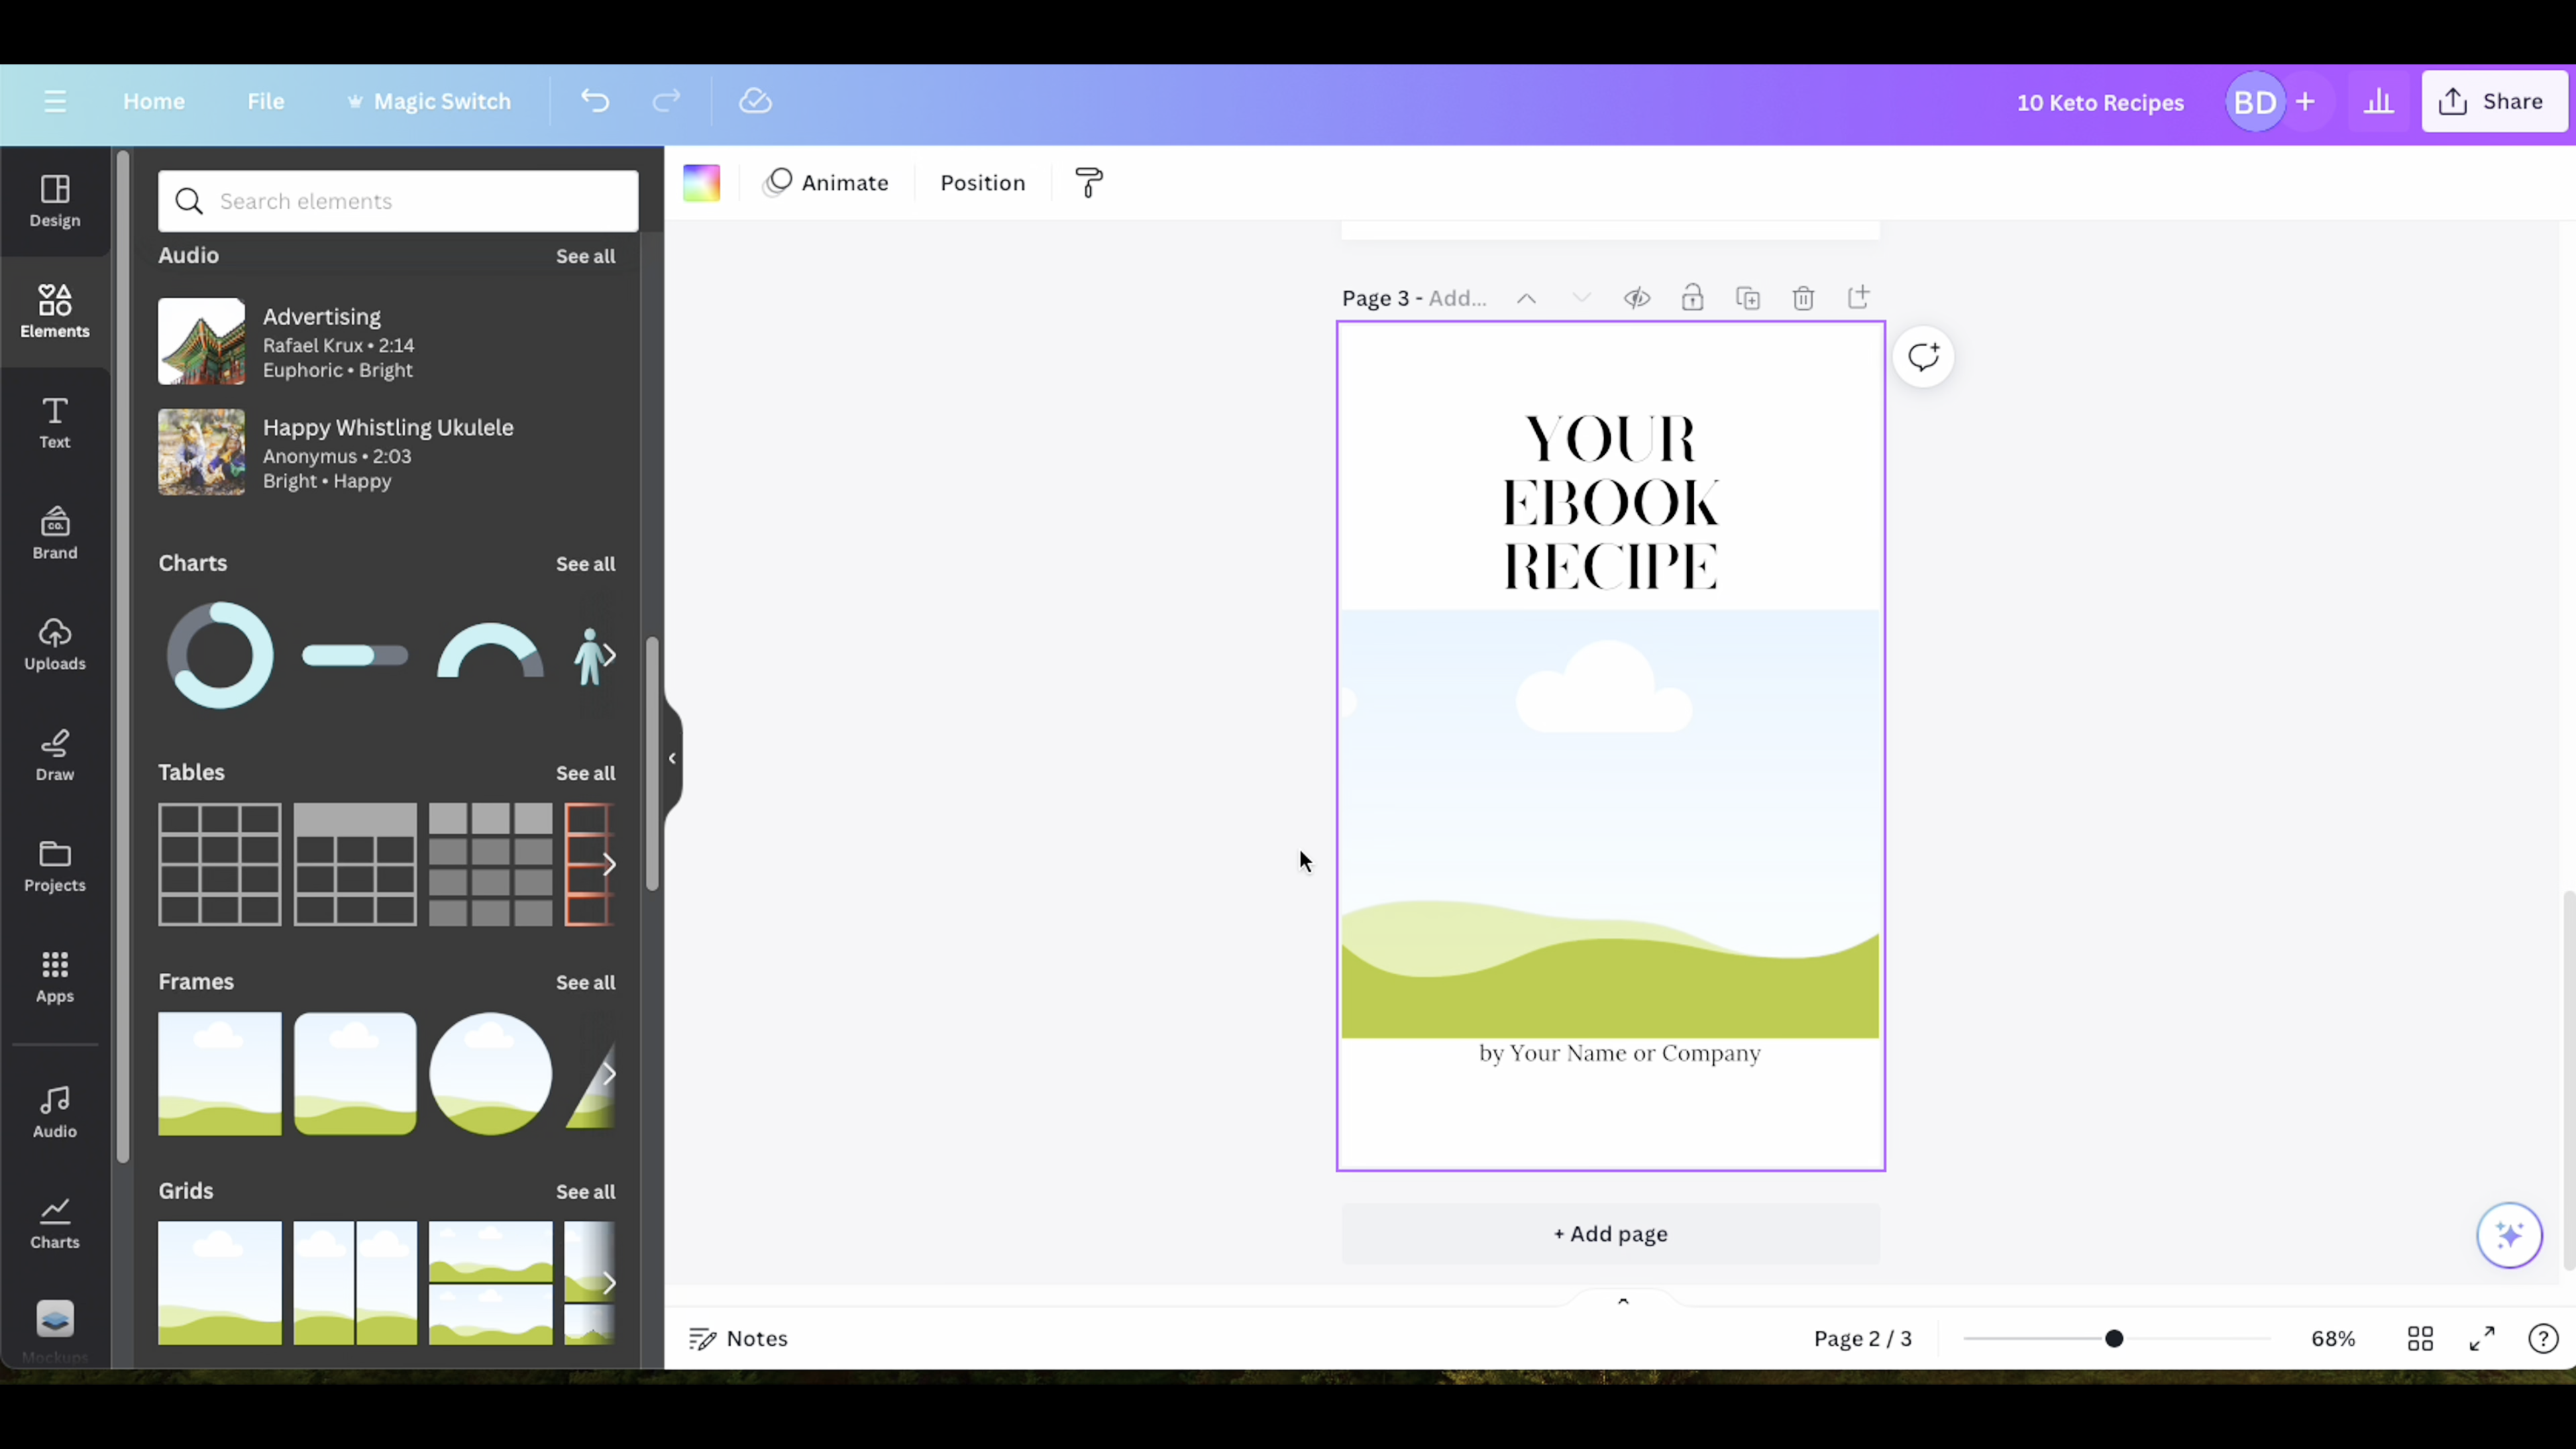 Home
File
Magic Switch
10 Keto Recipes
BD
+
Share
Design
Elements
Text
Brand
CO.
Uploads
Draw
Projects
Apps
Audio
Charts
Mockups
Search elements
Audio
See all
Advertising
Rafael Krux • 2:14
Euphoric • Bright
Happy Whistling Ukulele
Anonymus • 2:03
Bright • Happy
Charts
See all
Tables
See all
Frames
See all
Grids
See all
Animate
Position
Page 3 - Add...
YOUR
EBOOK
RECIPE
by Your Name or Company
+ Add page
Notes
Page 2 / 3
68%